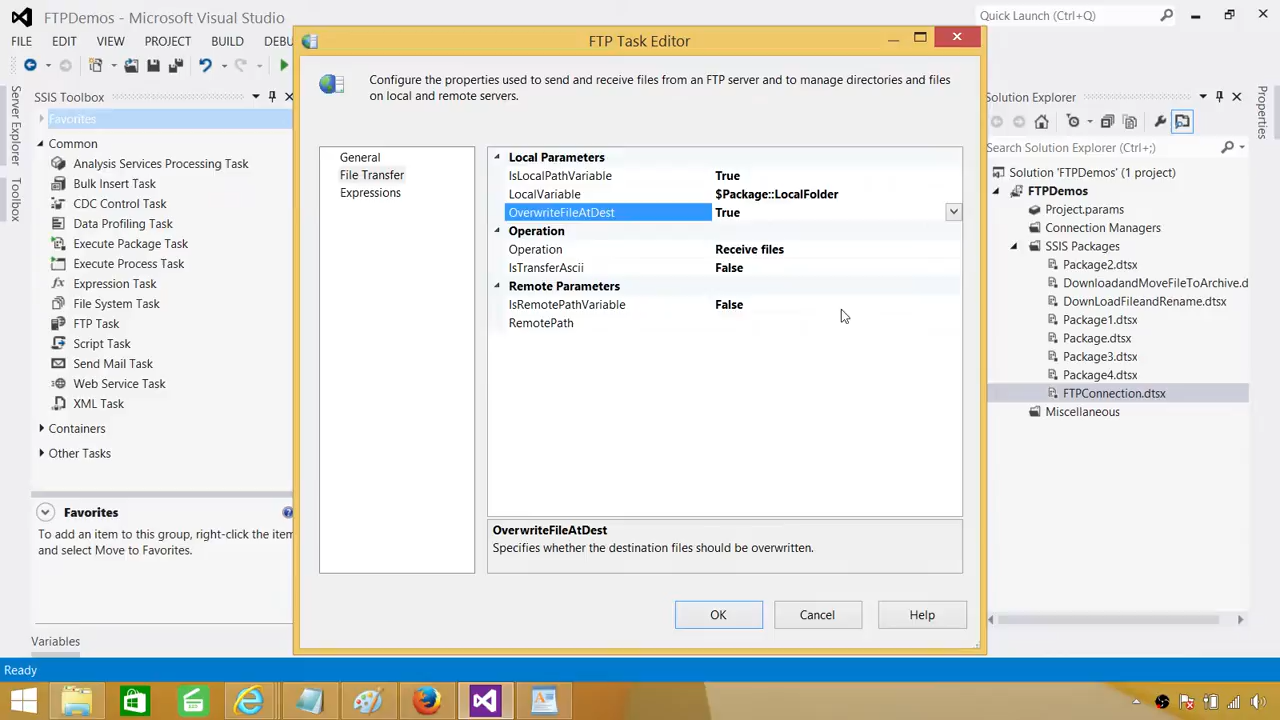 FTPDemos - Microsoft Visual Studio
Quick Launch (Ctrl+Q)
FILE EDIT VIEW PROJECT BUILD DEBU
SSIS Toolbox
Favorites
Common
Analysis Services Processing Task
Bulk Insert Task
CDC Control Task
Data Profiling Task
Execute Package Task
Execute Process Task
Expression Task
File System Task
FTP Task
Script Task
Send Mail Task
Web Service Task
XML Task
Containers
Other Tasks
Favorites
To add an item to this group, right-click the item
and select Move to Favorites.
Variables
Ready
Server Explorer
Toolbox
FTP Task Editor
Configure the properties used to send and receive files from an FTP server and to manage directories and files
on local and remote servers.
General
File Transfer
Expressions
Local Parameters
IsLocalPathVariable True
LocalVariable $Package::LocalFolder
OverwriteFileAtDest True
Operation
Operation Receive files
IsTransferAscii False
Remote Parameters
IsRemotePathVariable False
RemotePath
OverwriteFileAtDest
Specifies whether the destination files should be overwritten.
OK Cancel Help
Solution Explorer
Search Solution Explorer (Ctrl+;)
Solution 'FTPDemos' (1 project)
FTPDemos
Project.params
Connection Managers
SSIS Packages
Package2.dtsx
DownloadandMoveFileToArchive.d
DownLoadFileandRename.dtsx
Package1.dtsx
Package.dtsx
Package3.dtsx
Package4.dtsx
FTPConnection.dtsx
Miscellaneous
Properties